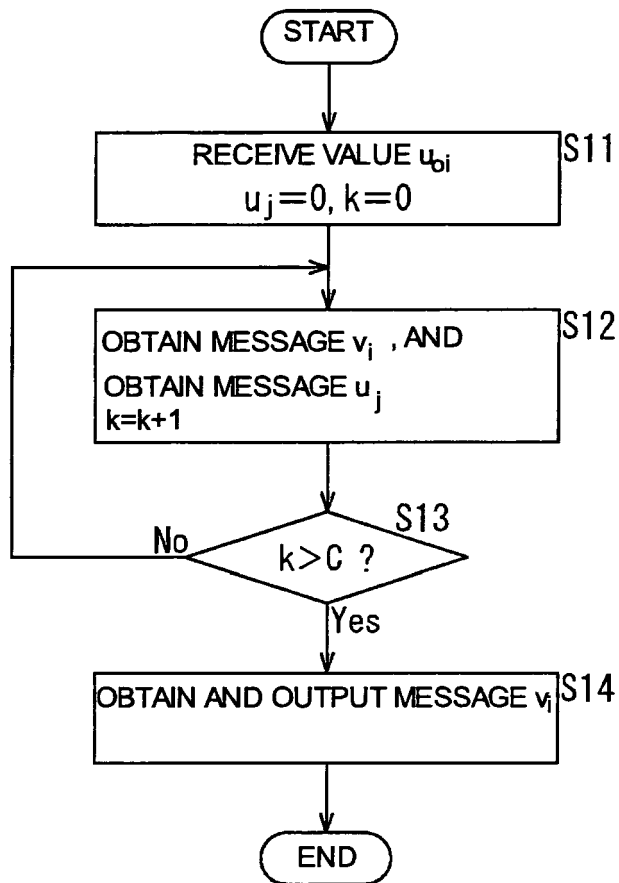 START
RECEIVE VALUE u₀ᵢ
uⱼ=0, k=0
S11
OBTAIN MESSAGE vᵢ , AND
OBTAIN MESSAGE uⱼ
k=k+1
S12
S13
k>C ?
No
Yes
OBTAIN AND OUTPUT MESSAGE vᵢ
S14
END